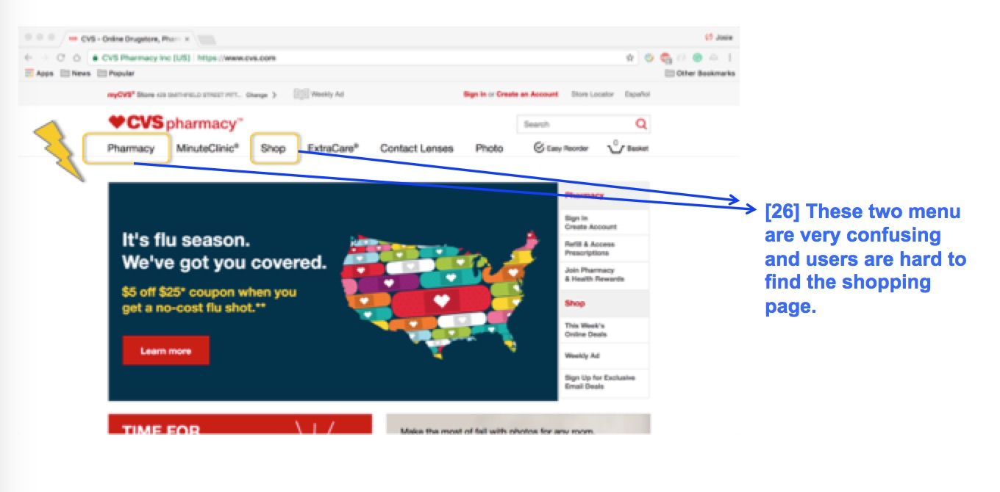 CVS - Online Drugstore, Phar
Josie
CVS Pharmacy Inc [US] https://www.cvs.com
Apps News Popular Other Bookmarks
myCVS® Store 429 SMITHFIELD STREET PITT... Change > Weekly Ad Sign In or Create an Account Store Locator Español
CVS pharmacy™ Search
Pharmacy MinuteClinic® Shop ExtraCare® Contact Lenses Photo Easy Reorder 0 Basket
It's flu season.
We've got you covered.
$5 off $25* coupon when you
get a no-cost flu shot.**
Learn more
Pharmacy
Sign In
Create Account
Refill & Access
Prescriptions
Join Pharmacy
& Health Rewards
Shop
This Week's
Online Deals
Weekly Ad
Sign Up for Exclusive
Email Deals
TIME FOR
Make the most of fall with photos for any room.
[26] These two menu
are very confusing
and users are hard to
find the shopping
page.